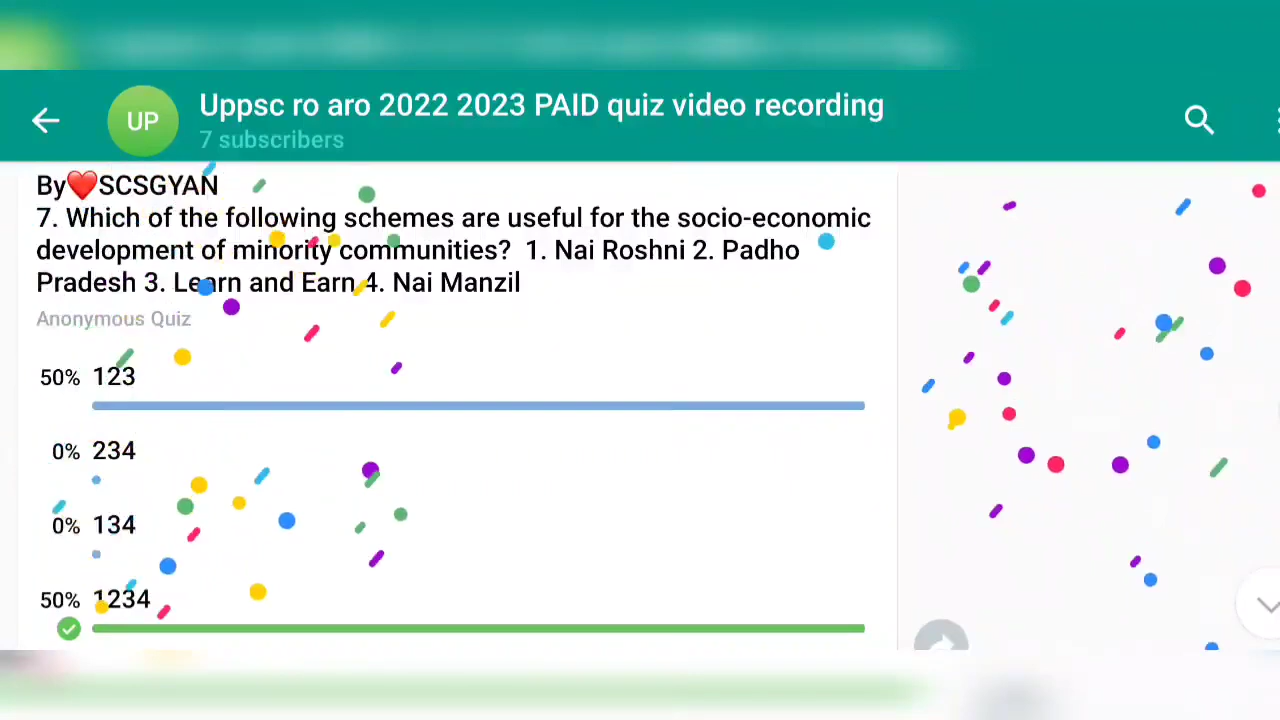 UP
Uppsc ro aro 2022 2023 PAID quiz video recording
7 subscribers
By❤️SCSGYAN
7. Which of the following schemes are useful for the socio-economic
development of minority communities?  1. Nai Roshni 2. Padho
Pradesh 3. Learn and Earn 4. Nai Manzil
Anonymous Quiz
50% 123
0% 234
0% 134
50% 1234